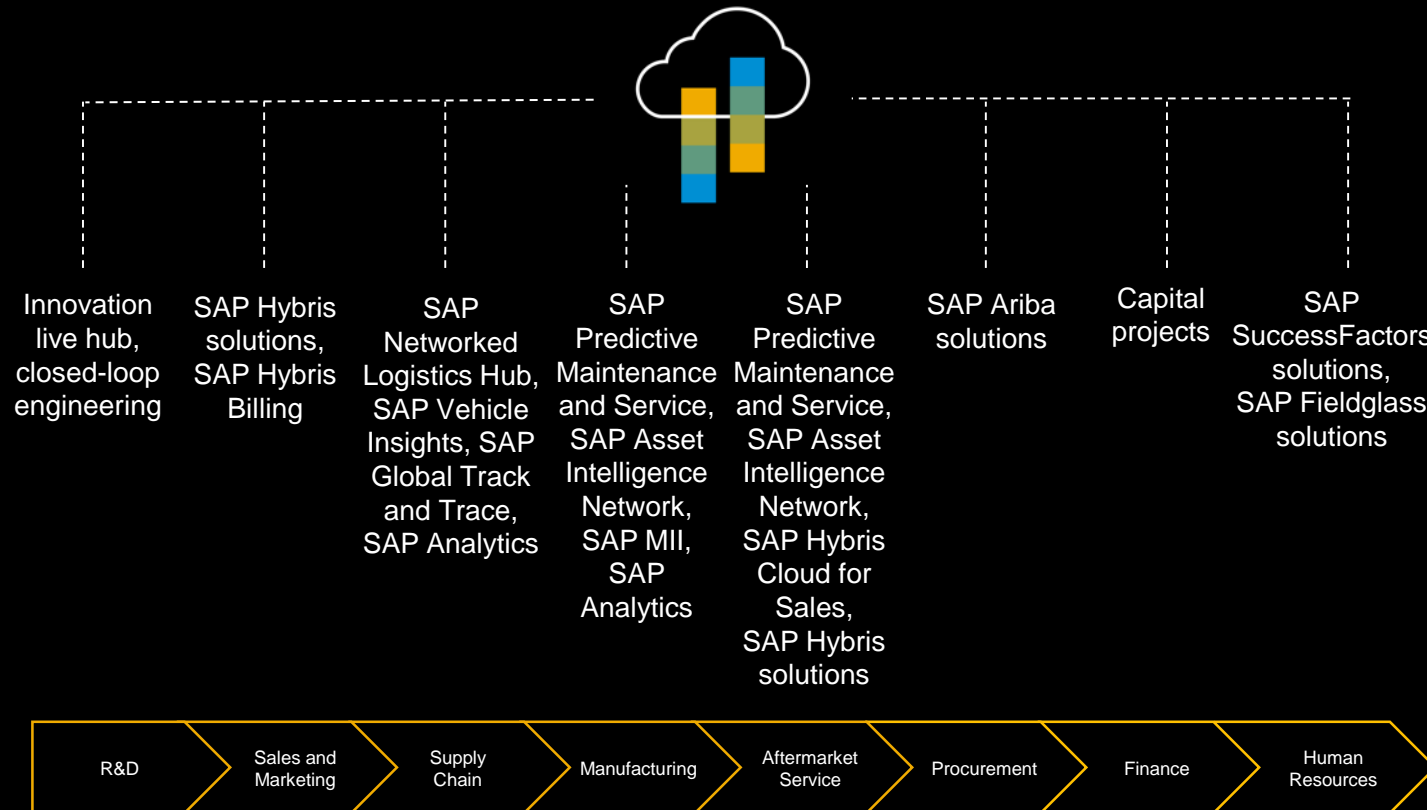 Innovation
live hub,
closed-loop
engineering
SAP Hybris
solutions,
SAP Hybris
Billing
SAP
Networked
Logistics Hub,
SAP Vehicle
Insights, SAP
Global Track
and Trace,
SAP Analytics
SAP
Predictive
Maintenance
and Service,
SAP Asset
Intelligence
Network,
SAP MII,
SAP
Analytics
SAP
Predictive
Maintenance
and Service,
SAP Asset
Intelligence
Network,
SAP Hybris
Cloud for
Sales,
SAP Hybris
solutions
SAP Ariba
solutions
Capital
projects
SAP
SuccessFactors
solutions,
SAP Fieldglass
solutions
R&D
Sales and
Marketing
Supply
Chain
Manufacturing
Aftermarket
Service
Procurement
Finance
Human
Resources